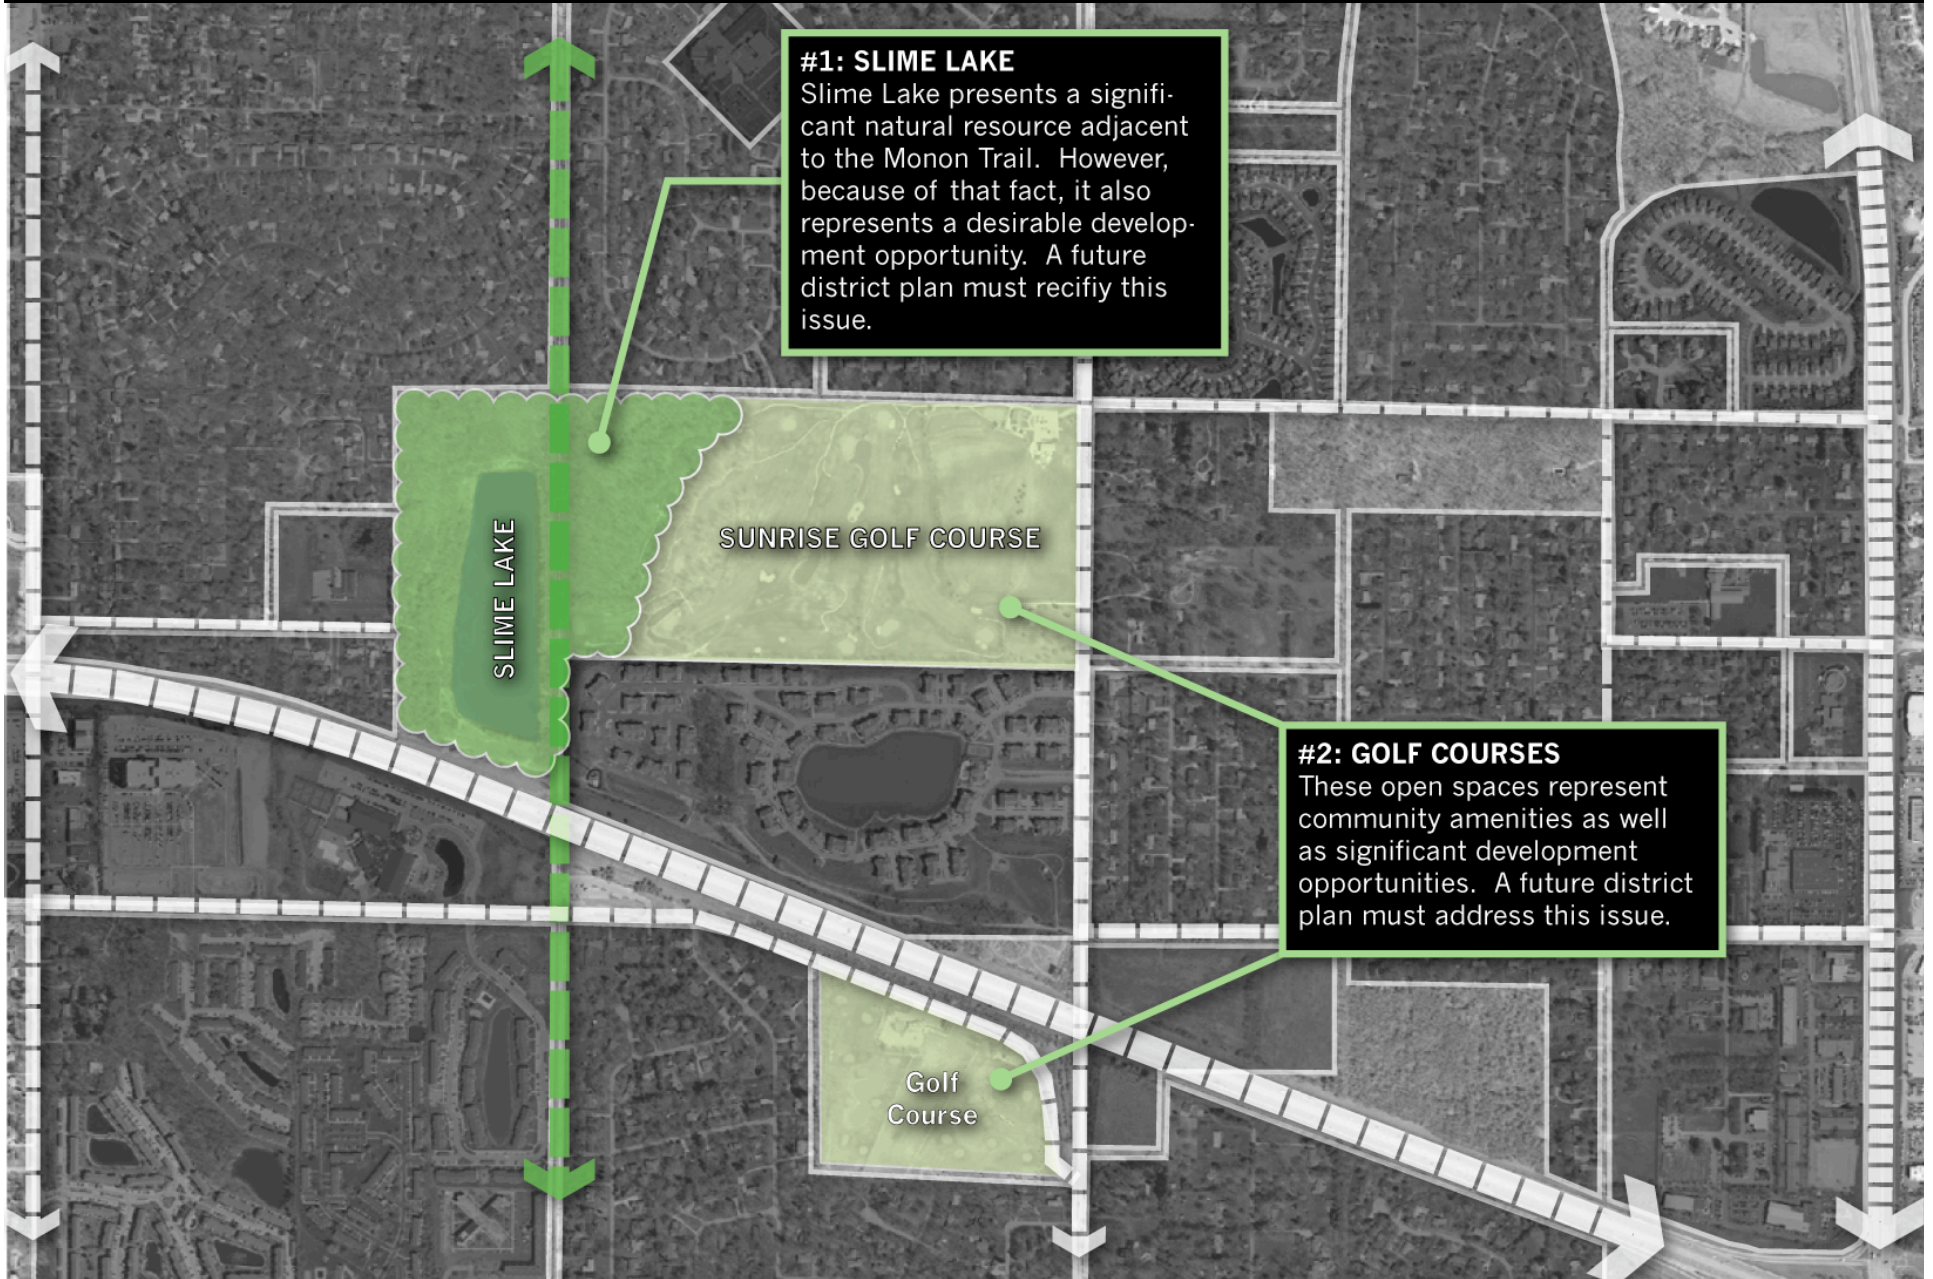 #1: SLIME LAKE
Slime Lake presents a signifi-
cant natural resource adjacent
to the Monon Trail.  However,
because of that fact, it also
represents a desirable develop-
ment opportunity.  A future
district plan must recifiy this
issue.
SUNRISE GOLF COURSE
SLIME LAKE
#2: GOLF COURSES
These open spaces represent
community amenities as well
as significant development
opportunities.  A future district
plan must address this issue.
Golf
Course